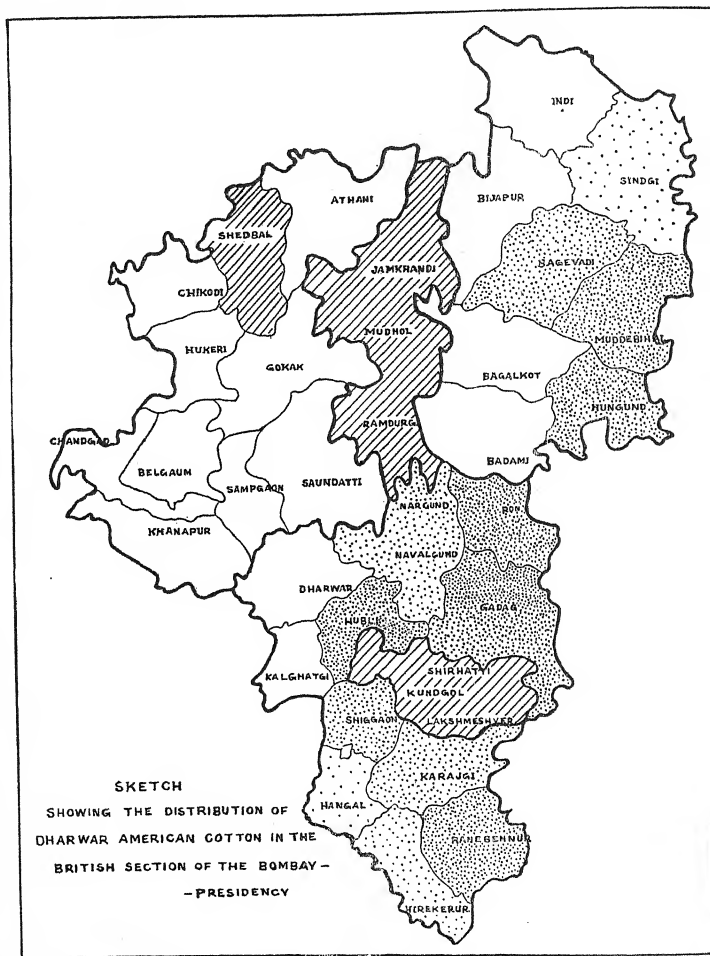 INDI
SINDGI
ATHANI
BIJAPUR
SHEDBAL
BAGEVADI
JAMKHANDI
CHIKODI
MUDHOL
MUDDEBIHAL
HUKERI
GOKAK
BAGALKOT
HUNGUND
RAMDURG
CHANDGAD
BELGAUM
BADAMI
SAMPGAON
SAUNDATTI
NARGUND
RON
KHANAPUR
NAVALGUND
DHARWAR
GADAG
HUBLI
SHIRHATTI
KALGHATGI
KUNDGOL
SHIGGAON
LAKSHMESHVER
KARAJGI
HANGAL
RANEBENNUR
HIREKERUR
SKETCH
SHOWING THE DISTRIBUTION OF
DHARWAR AMERICAN COTTON IN THE
BRITISH SECTION OF THE BOMBAY –
– PRESIDENCY